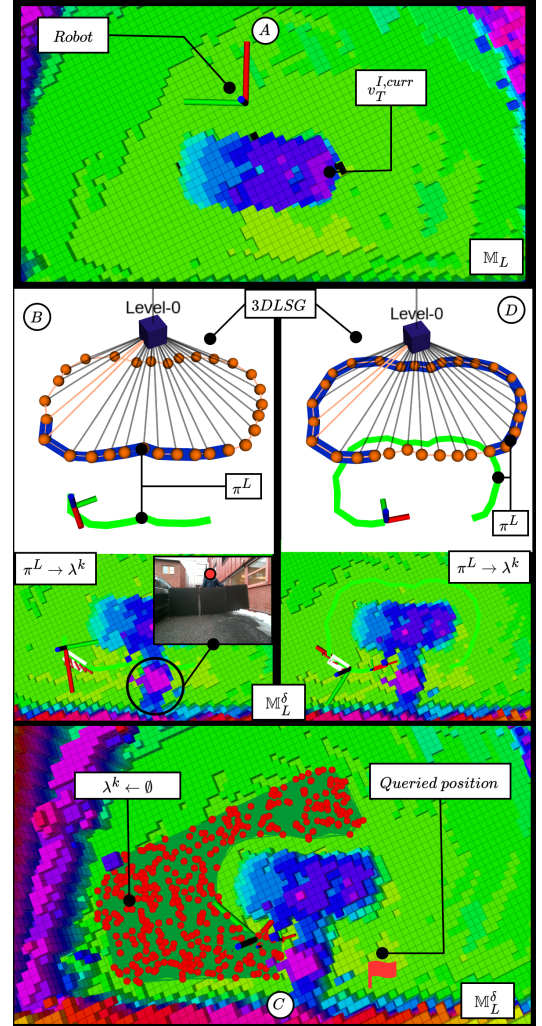 Robot
A
v_T^{I,curr}
𝕄_L
B
Level-0
3DLSG
D
Level-0
π^L
π^L
π^L → λ^k
π^L → λ^k
𝕄_L^δ
λ^k ← ∅
Queried position
C
𝕄_L^δ